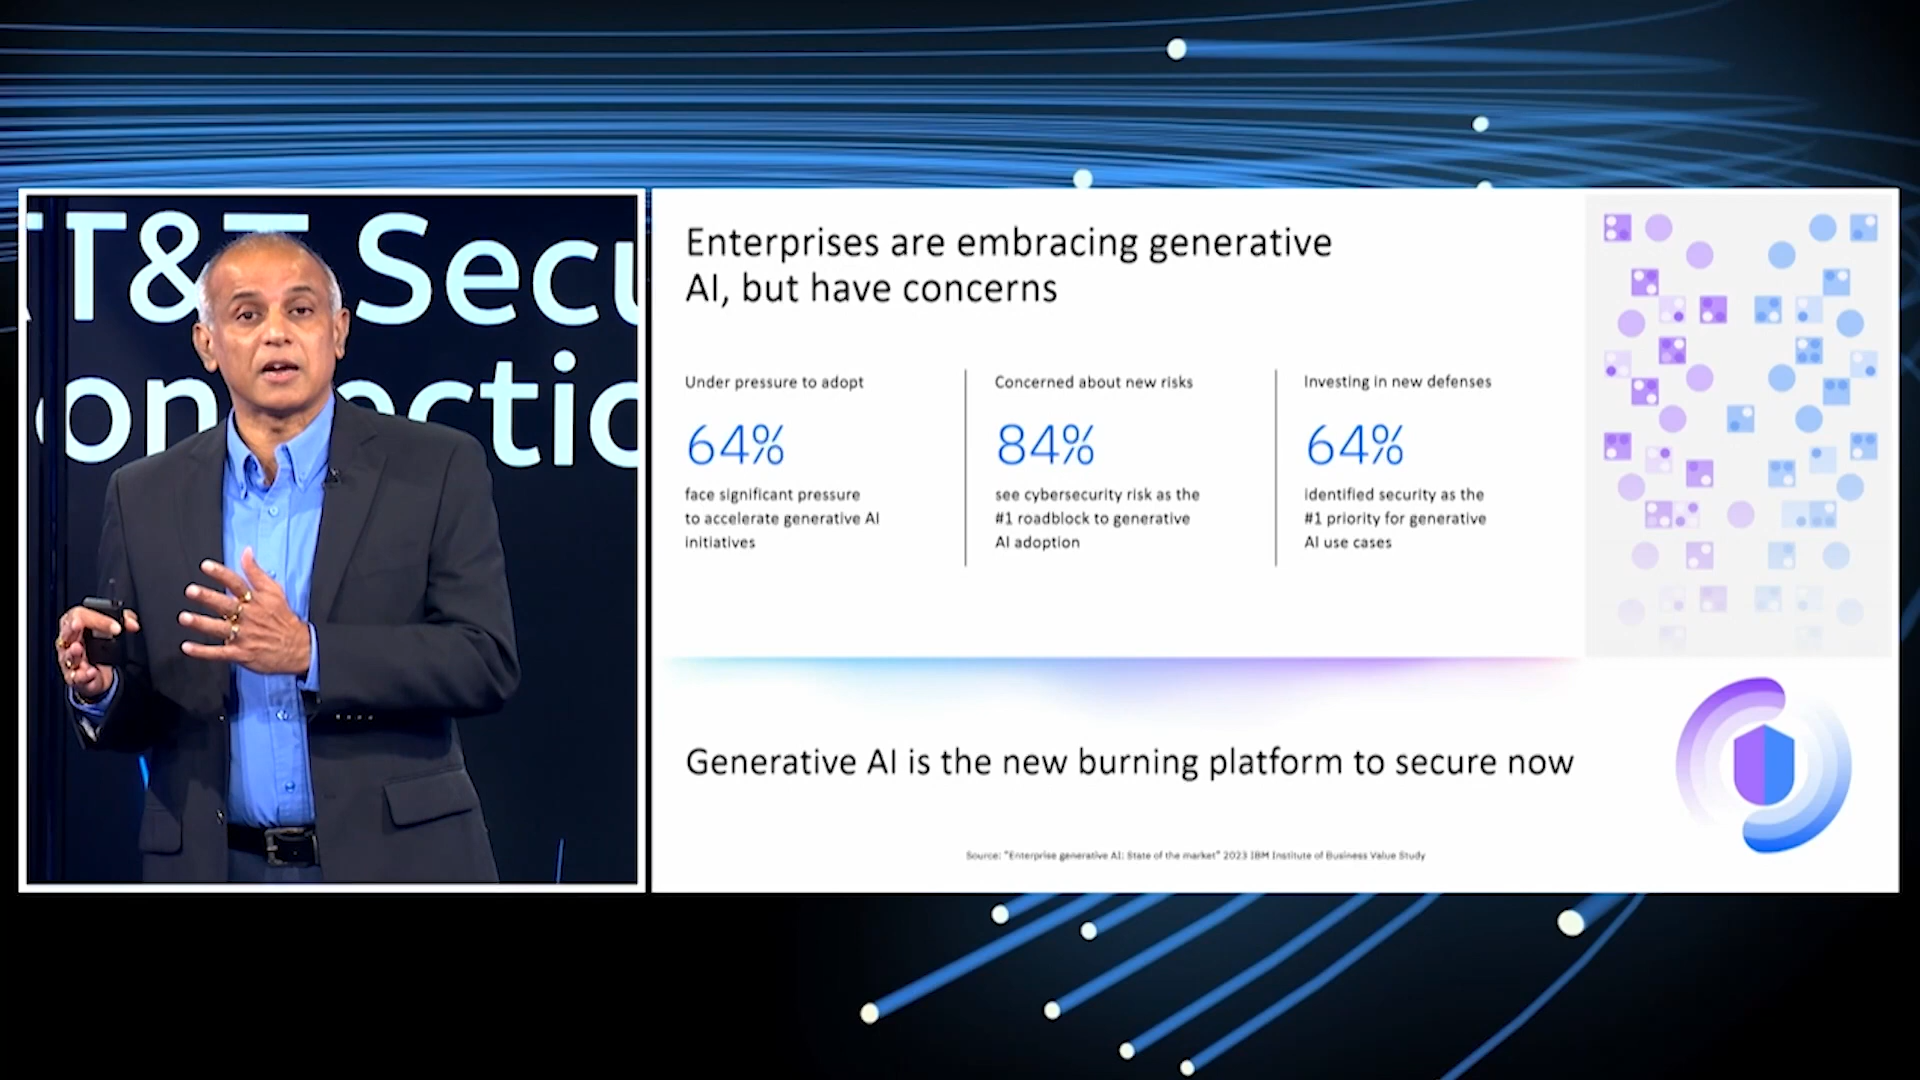 T&T Secu
onnectio
Enterprises are embracing generative
AI, but have concerns
Under pressure to adopt
64%
face significant pressure
to accelerate generative AI
initiatives
Concerned about new risks
84%
see cybersecurity risk as the
#1 roadblock to generative
AI adoption
Investing in new defenses
64%
identified security as the
#1 priority for generative
AI use cases
Generative AI is the new burning platform to secure now
Source: "Enterprise generative AI: State of the market" 2023 IBM Institute of Business Value Study